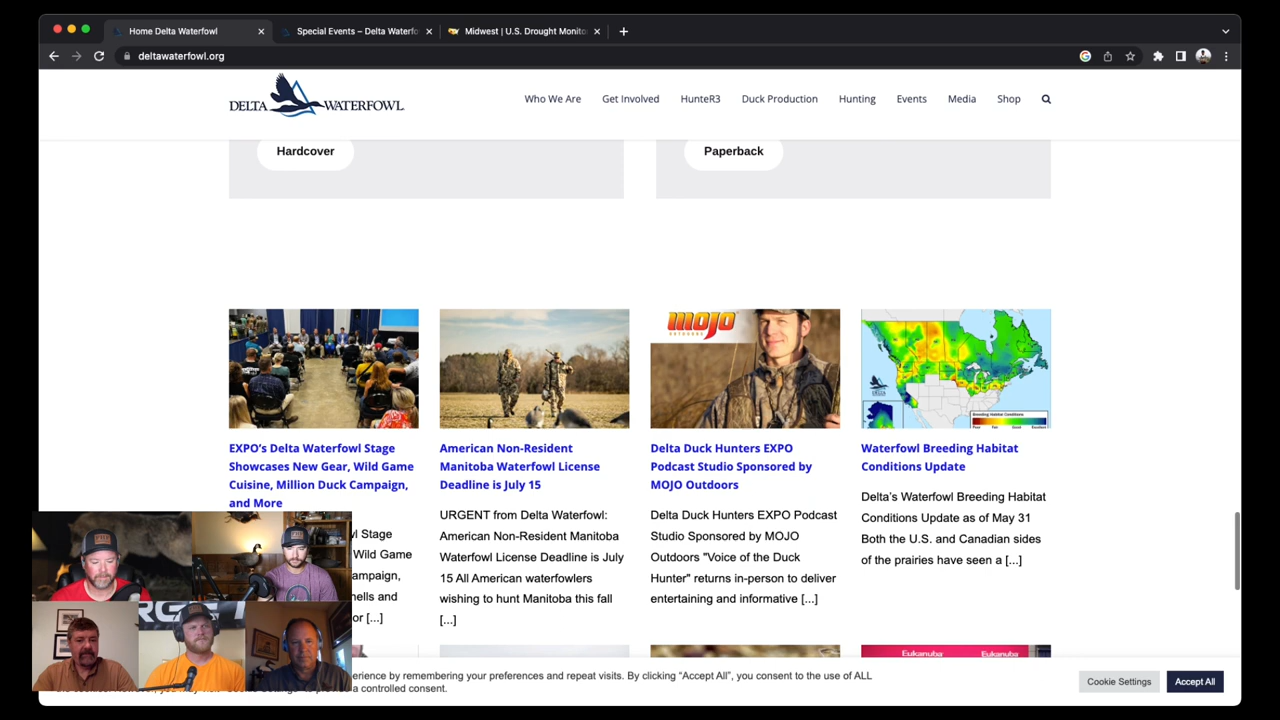 Home Delta Waterfowl
Special Events – Delta Waterfo
Midwest | U.S. Drought Monito
deltawaterfowl.org
DELTA WATERFOWL
Who We Are Get Involved HunteR3 Duck Production Hunting Events Media Shop
Hardcover
Paperback
MOJO
OUTDOORS
Breeding Habitat Conditions
EXPO's Delta Waterfowl Stage
Showcases New Gear, Wild Game
Cuisine, Million Duck Campaign,
and More
vl Stage
Wild Game
ampaign,
nells and
or [...]
American Non-Resident
Manitoba Waterfowl License
Deadline is July 15
URGENT from Delta Waterfowl:
American Non-Resident Manitoba
Waterfowl License Deadline is July
15 All American waterfowlers
wishing to hunt Manitoba this fall
[...]
Delta Duck Hunters EXPO
Podcast Studio Sponsored by
MOJO Outdoors
Delta Duck Hunters EXPO Podcast
Studio Sponsored by MOJO
Outdoors "Voice of the Duck
Hunter" returns in-person to deliver
entertaining and informative [...]
Waterfowl Breeding Habitat
Conditions Update
Delta's Waterfowl Breeding Habitat
Conditions Update as of May 31
Both the U.S. and Canadian sides
of the prairies have seen a [...]
Eukanuba Eukanuba
erience by remembering your preferences and repeat visits. By clicking “Accept All”, you consent to the use of ALL
a controlled consent.
Cookie Settings
Accept All